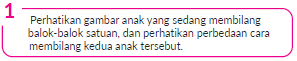 1
Perhatikan gambar anak yang sedang membilang
balok-balok satuan, dan perhatikan perbedaan cara
membilang kedua anak tersebut.